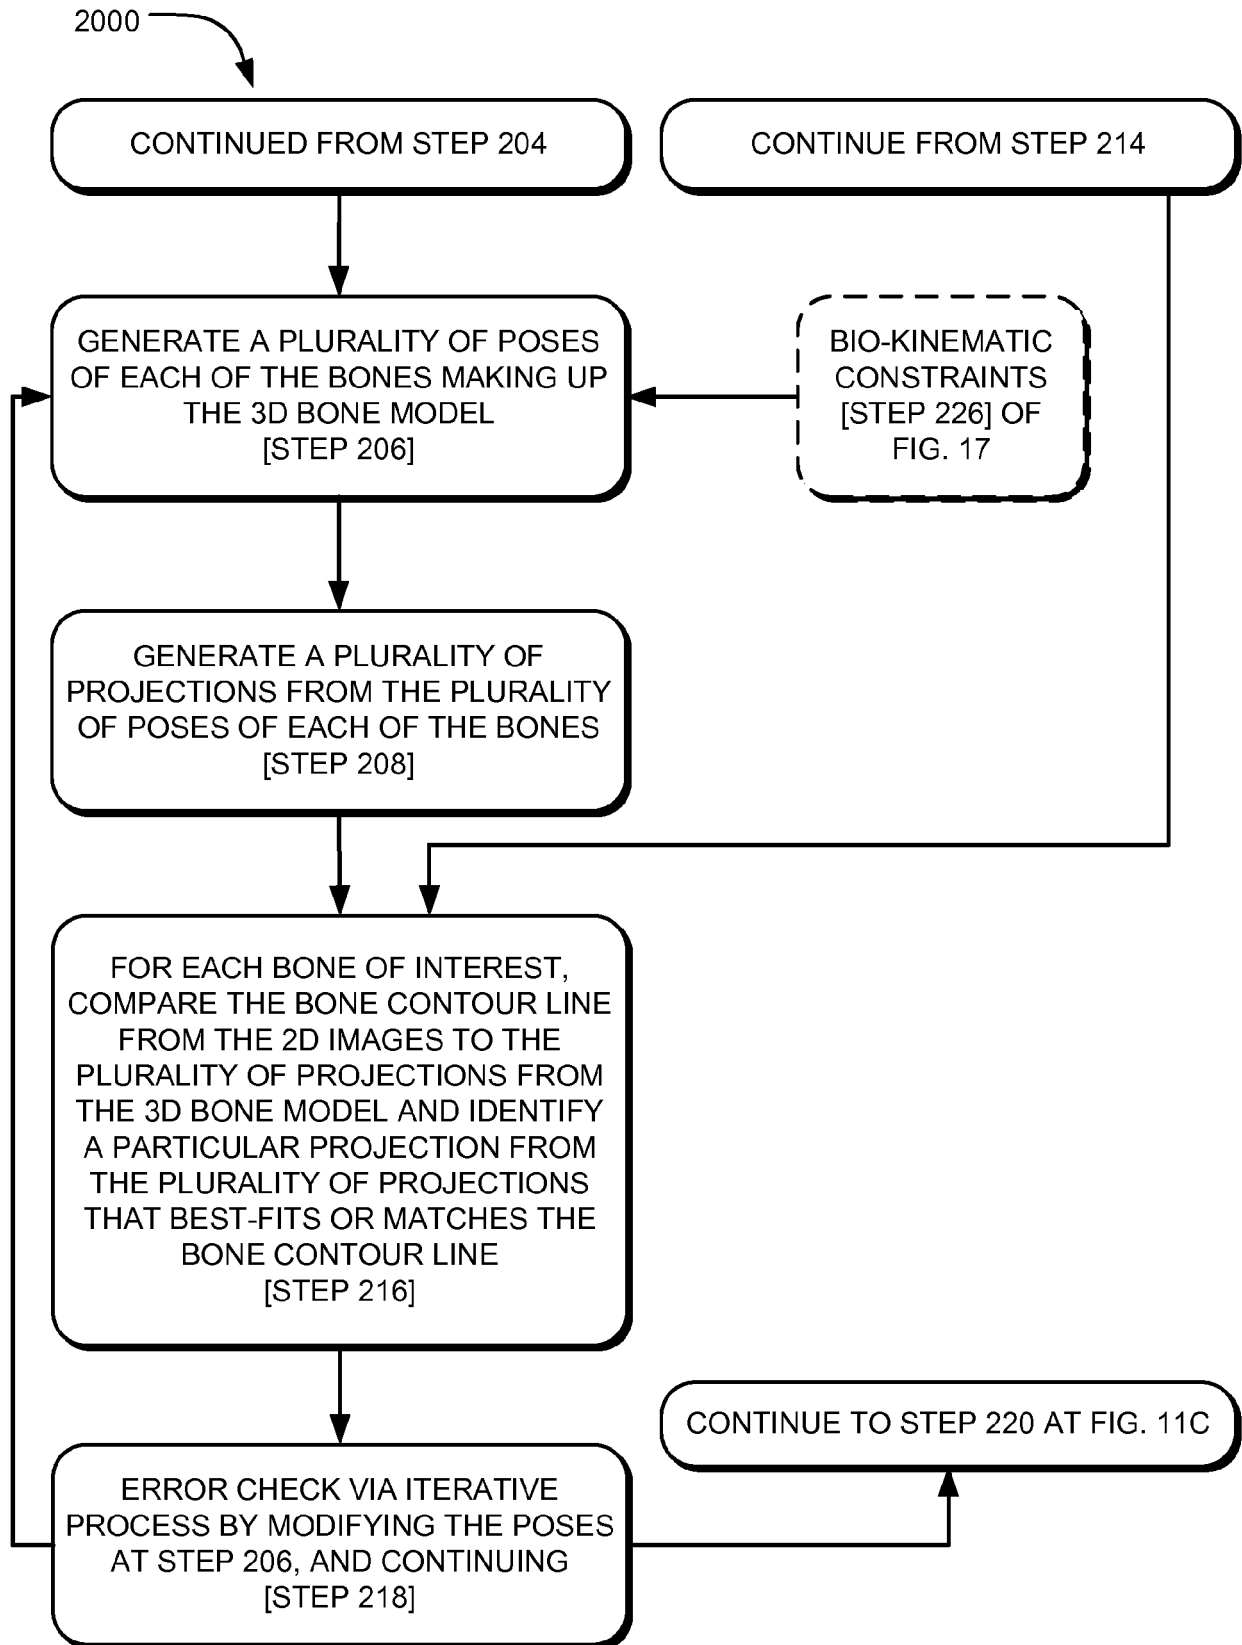 2000
CONTINUED FROM STEP 204
CONTINUE FROM STEP 214
GENERATE A PLURALITY OF POSES
OF EACH OF THE BONES MAKING UP
THE 3D BONE MODEL
[STEP 206]
BIO-KINEMATIC
CONSTRAINTS
[STEP 226] OF
FIG. 17
GENERATE A PLURALITY OF
PROJECTIONS FROM THE PLURALITY
OF POSES OF EACH OF THE BONES
[STEP 208]
FOR EACH BONE OF INTEREST,
COMPARE THE BONE CONTOUR LINE
FROM THE 2D IMAGES TO THE
PLURALITY OF PROJECTIONS FROM
THE 3D BONE MODEL AND IDENTIFY
A PARTICULAR PROJECTION FROM
THE PLURALITY OF PROJECTIONS
THAT BEST-FITS OR MATCHES THE
BONE CONTOUR LINE
[STEP 216]
CONTINUE TO STEP 220 AT FIG. 11C
ERROR CHECK VIA ITERATIVE
PROCESS BY MODIFYING THE POSES
AT STEP 206, AND CONTINUING
[STEP 218]